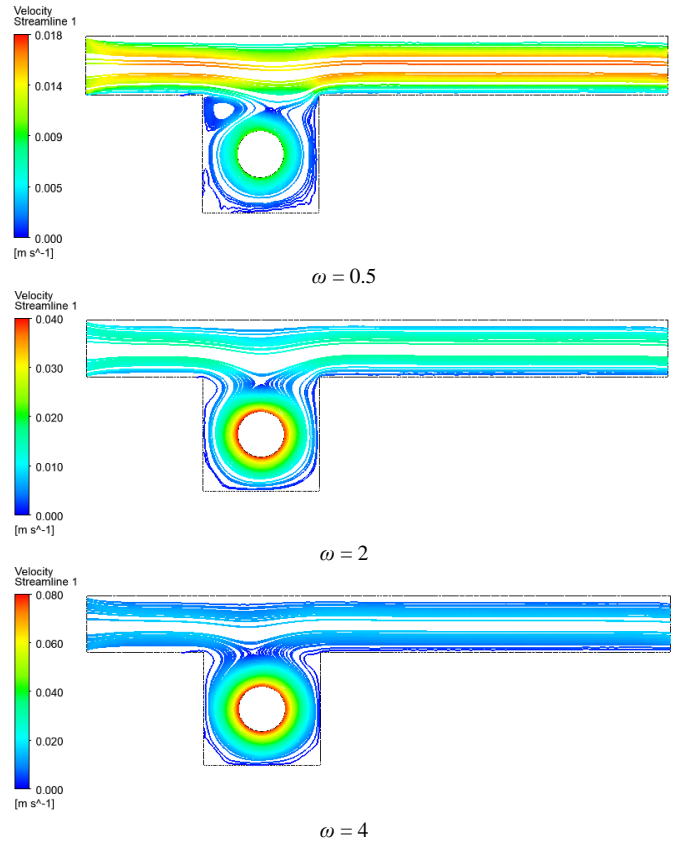 Velocity
Streamline 1
0.018
0.014
0.009
0.005
0.000
[m s^-1]
ω = 0.5
Velocity
Streamline 1
0.040
0.030
0.020
0.010
0.000
[m s^-1]
ω = 2
Velocity
Streamline 1
0.080
0.060
0.040
0.020
0.000
[m s^-1]
ω = 4